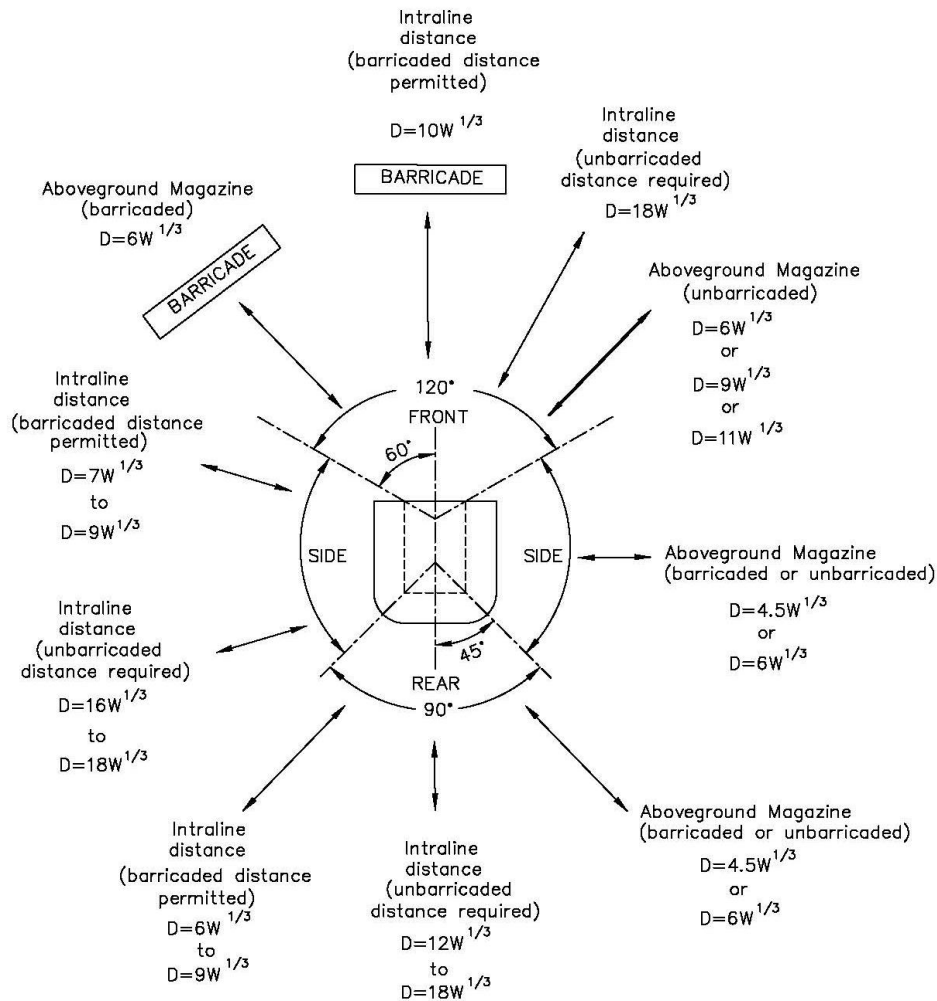 Intraline
distance
(barricaded distance
permitted)
D=10W 1/3
BARRICADE
Intraline
distance
(unbarricaded
distance required)
D=18W 1/3
Aboveground Magazine
(barricaded)
D=6W 1/3
BARRICADE
Aboveground Magazine
(unbarricaded)
D=6W 1/3
or
D=9W 1/3
or
D=11W 1/3
Intraline
distance
(barricaded distance
permitted)
D=7W 1/3
to
D=9W 1/3
120°
FRONT
60°
SIDE
SIDE
45°
REAR
90°
Aboveground Magazine
(barricaded or unbarricaded)
D=4.5W 1/3
or
D=6W 1/3
Intraline
distance
(unbarricaded
distance required)
D=16W 1/3
to
D=18W 1/3
Intraline
distance
(barricaded distance
permitted)
D=6W 1/3
to
D=9W 1/3
Intraline
distance
(unbarricaded
distance required)
D=12W 1/3
to
D=18W 1/3
Aboveground Magazine
(barricaded or unbarricaded)
D=4.5W 1/3
or
D=6W 1/3